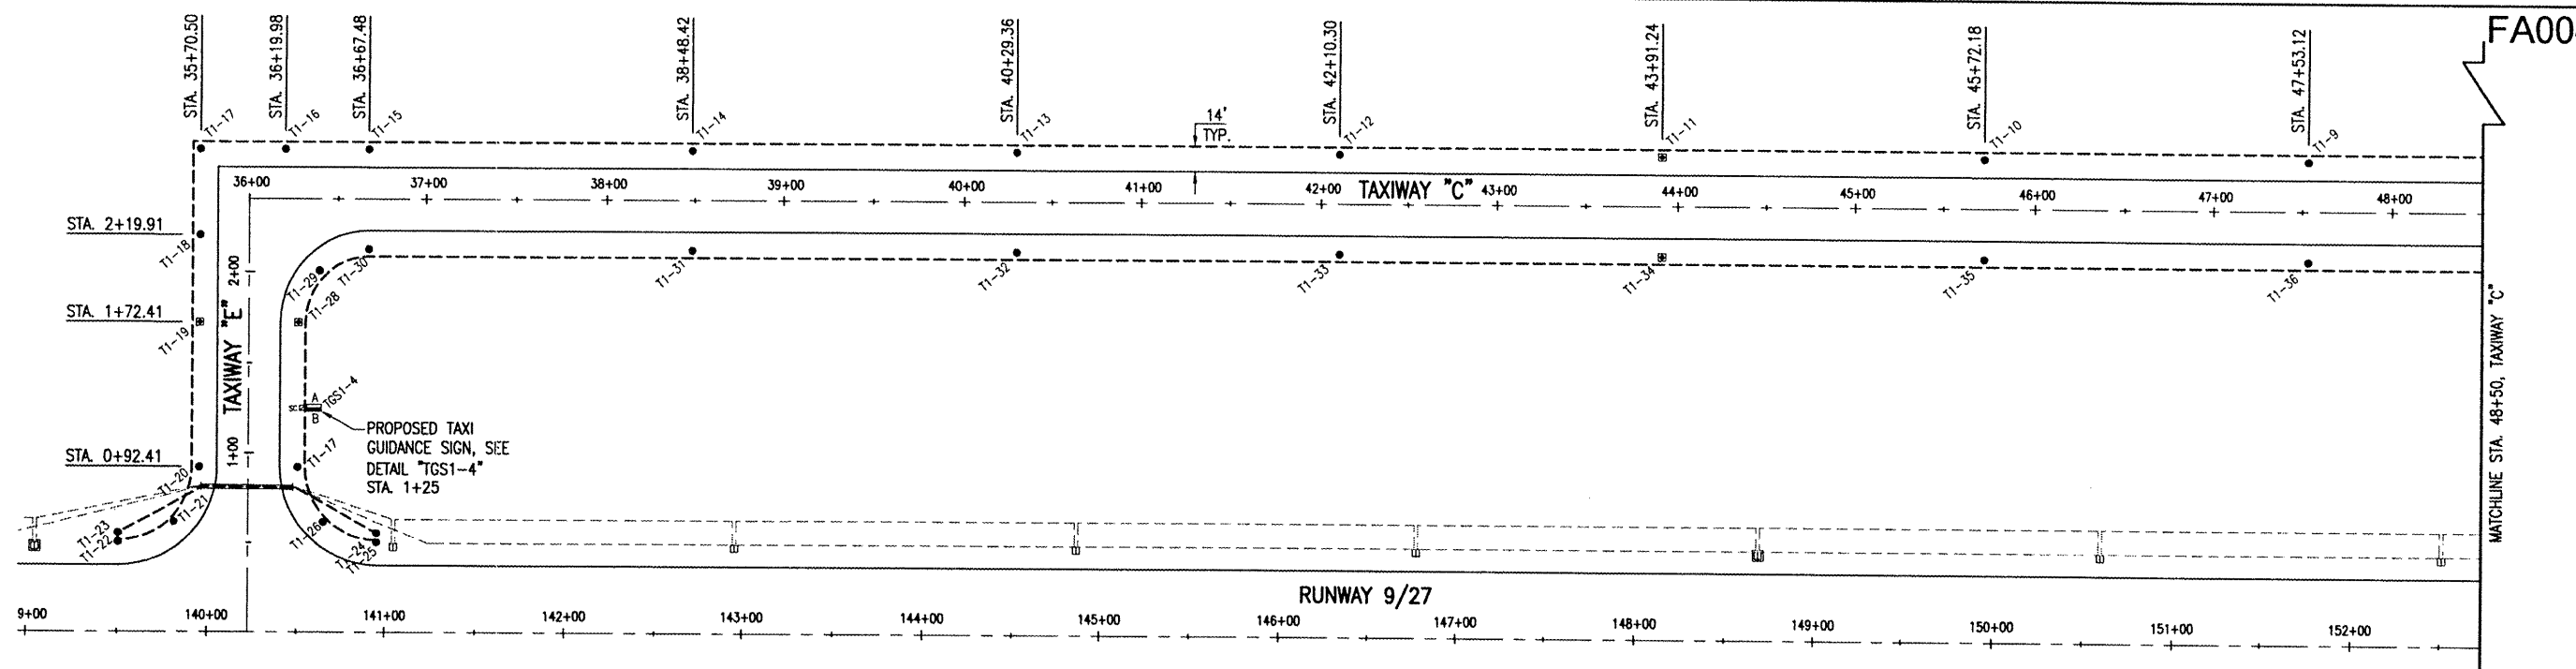 FA00
STA. 35+70.50
STA. 36+19.98
STA. 36+67.48
STA. 38+48.42
STA. 40+29.36
STA. 42+10.30
STA. 43+91.24
STA. 45+72.18
STA. 47+53.12
T1-17
T1-16
T1-15
T1-14
T1-13
T1-12
T1-11
T1-10
T1-9
14'
TYP.
36+00
37+00
38+00
39+00
40+00
41+00
42+00
TAXIWAY "C"
43+00
44+00
45+00
46+00
47+00
48+00
STA. 2+19.91
T1-18
2+00
T1-29
T1-30
T1-31
T1-32
T1-33
T1-34
T1-35
T1-36
STA. 1+72.41
T1-19
T1-28
TAXIWAY "E"
A
B
TGS1-4
PROPOSED TAXI
GUIDANCE SIGN, SEE
DETAIL "TGS1-4"
STA. 1+25
STA. 0+92.41
1+00
T1-17
T1-20
T1-21
T1-23
T1-22
T1-26
T1-24
T1-25
MATCHLINE STA. 48+50, TAXIWAY "C"
RUNWAY 9/27
9+00
140+00
141+00
142+00
143+00
144+00
145+00
146+00
147+00
148+00
149+00
150+00
151+00
152+00